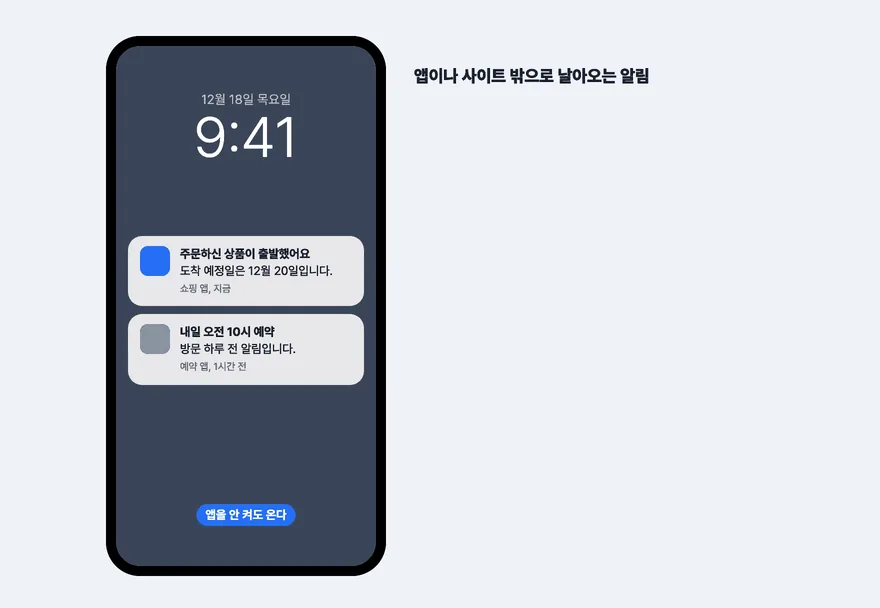 앱이나 사이트 밖으로 날아오는 알림
12월 18일 목요일
9:41
주문하신 상품이 출발했어요
도착 예정일은 12월 20일입니다.
쇼핑 앱, 지금
내일 오전 10시 예약
방문 하루 전 알림입니다.
예약 앱, 1시간 전
앱을 안 켜도 온다